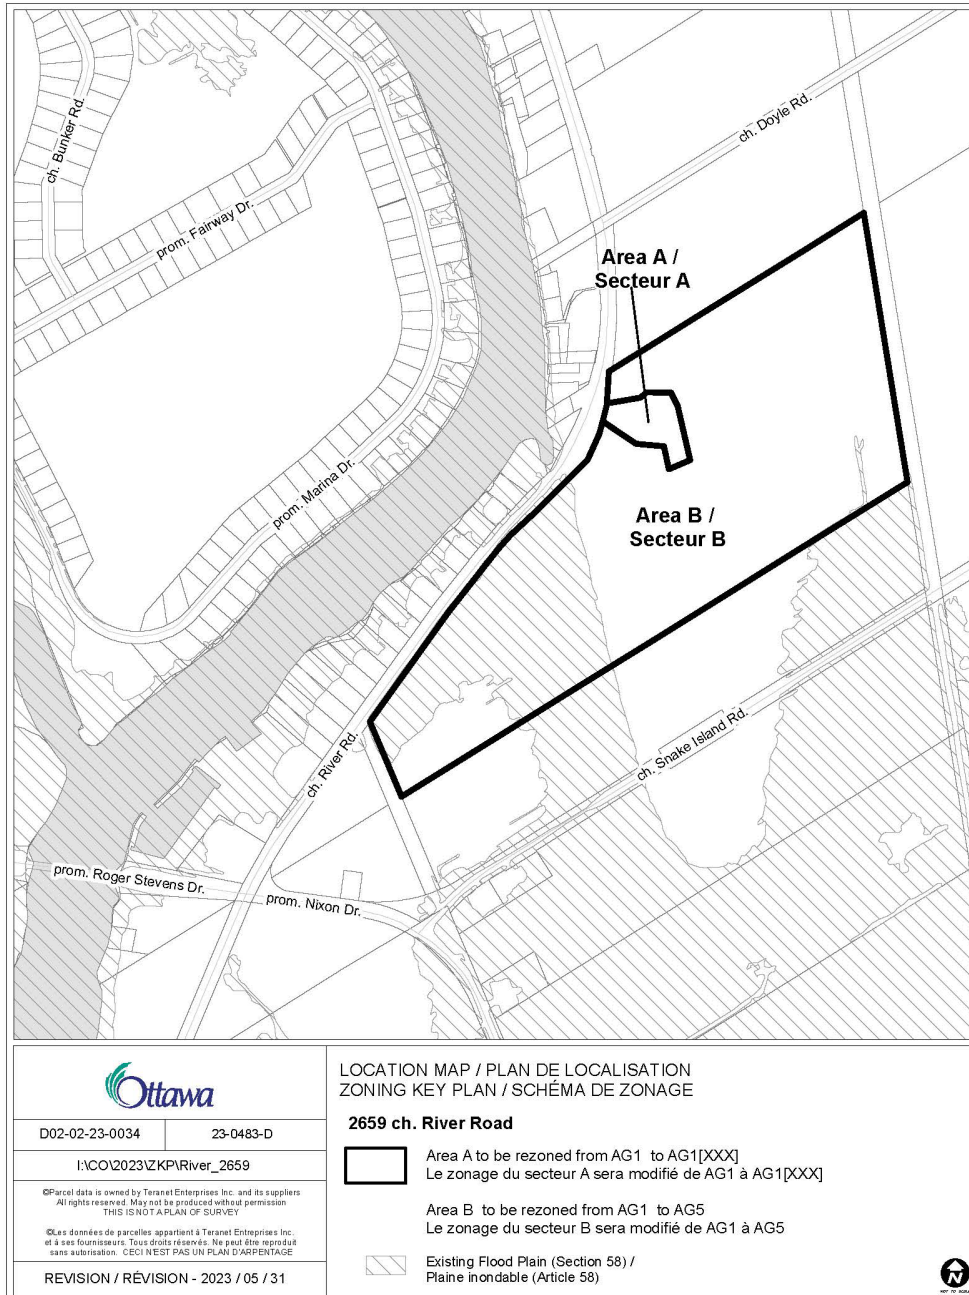 ch. Bunker Rd.
prom. Fairway Dr.
ch. Doyle Rd.
Area A /
Secteur A
prom. Marina Dr.
Area B /
Secteur B
ch. River Rd.
ch. Snake Island Rd.
prom. Roger Stevens Dr.
prom. Nixon Dr.
Ottawa
D02-02-23-0034
23-0483-D
I:\CO\2023\ZKP\River_2659
©Parcel data is owned by Teranet Enterprises Inc. and its suppliers
All rights reserved. May not be produced without permission
THIS IS NOT A PLAN OF SURVEY
©Les données de parcelles appartient à Teranet Enterprises Inc.
et à ses fournisseurs. Tous droits réservés. Ne peut être reproduit
sans autorisation. CECI N'EST PAS UN PLAN D'ARPENTAGE
REVISION / RÉVISION - 2023 / 05 / 31
LOCATION MAP / PLAN DE LOCALISATION
ZONING KEY PLAN / SCHÉMA DE ZONAGE
2659 ch. River Road
Area A to be rezoned from AG1 to AG1[XXX]
Le zonage du secteur A sera modifié de AG1 à AG1[XXX]
Area B to be rezoned from AG1 to AG5
Le zonage du secteur B sera modifié de AG1 à AG5
Existing Flood Plain (Section 58) /
Plaine inondable (Article 58)
N
NOT TO SCALE